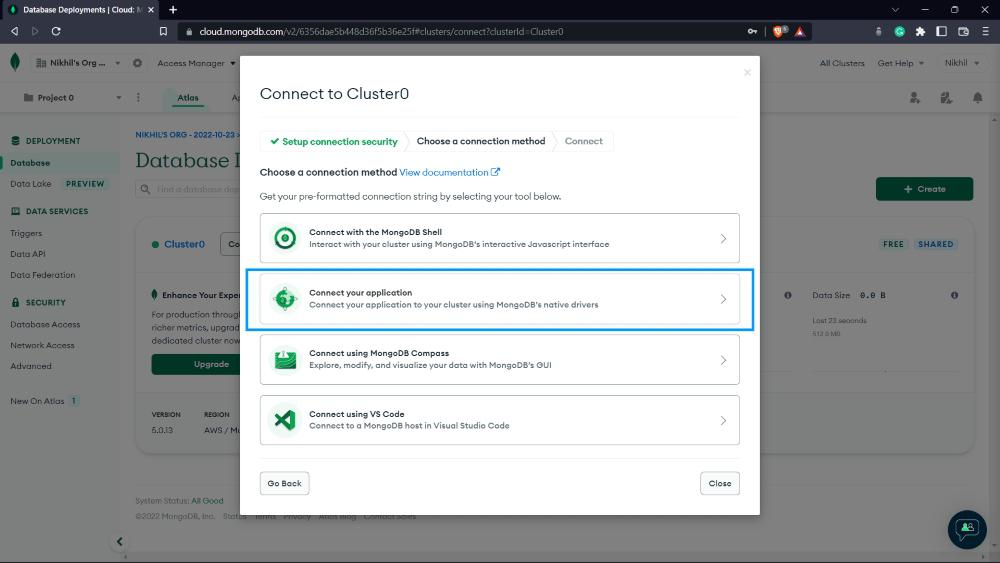 Database Deployments | Cloud: M
cloud.mongodb.com/v2/6356dae5b448d36f5b36e25f#clusters/connect?clusterId=Cluster0
Nikhil's Org ...
Access Manager
All Clusters
Get Help
Nikhil
Project 0
Atlas
DEPLOYMENT
Database
Data Lake PREVIEW
DATA SERVICES
Triggers
Data API
Data Federation
SECURITY
Database Access
Network Access
Advanced
New On Atlas 1
NIKHIL'S ORG - 2022-10-23 >
Database
Find a database
Create
Cluster0
FREE SHARED
Enhance Your
For production
richer metrics,
dedicated cluster now
Upgrade
Data Size 0.0 B
Last 23 seconds
512.0 MB
VERSION
5.0.13
REGION
AWS /
Connect to Cluster0
Setup connection security
Choose a connection method
Connect
Choose a connection method View documentation
Get your pre-formatted connection string by selecting your tool below.
Connect with the MongoDB Shell
Interact with your cluster using MongoDB's interactive Javascript interface
Connect your application
Connect your application to your cluster using MongoDB's native drivers
Connect using MongoDB Compass
Explore, modify, and visualize your data with MongoDB's GUI
Connect using VS Code
Connect to a MongoDB host in Visual Studio Code
Go Back
Close
System Status: All Good
©2022 MongoDB, Inc. Status Terms Privacy Atlas Blog Contact Sales